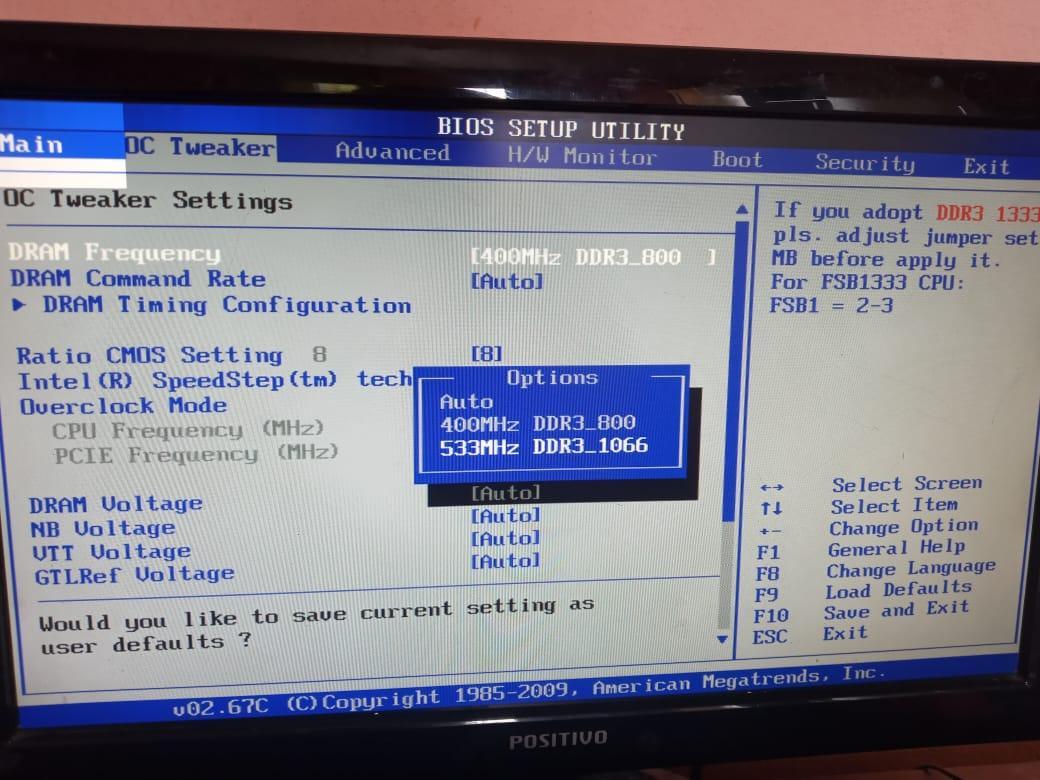 BIOS SETUP UTILITY
Main OC Tweaker Advanced H/W Monitor Boot Security Exit
OC Tweaker Settings
DRAM Frequency [400MHz DDR3_800 ]
DRAM Command Rate [Auto]
▶ DRAM Timing Configuration
Ratio CMOS Setting 8 [8]
Intel(R) SpeedStep(tm) tech
Overclock Mode
CPU Frequency (MHz)
PCIE Frequency (MHz)
Options
Auto
400MHz DDR3_800
533MHz DDR3_1066
DRAM Voltage [Auto]
NB Voltage [Auto]
VTT Voltage [Auto]
GTLRef Voltage [Auto]
Would you like to save current setting as
user defaults ?
If you adopt DDR3 1333
pls. adjust jumper set
MB before apply it.
For FSB1333 CPU:
FSB1 = 2-3
↔ Select Screen
↑↓ Select Item
+- Change Option
F1 General Help
F8 Change Language
F9 Load Defaults
F10 Save and Exit
ESC Exit
v02.67C (C)Copyright 1985-2009, American Megatrends, Inc.
POSITIVO